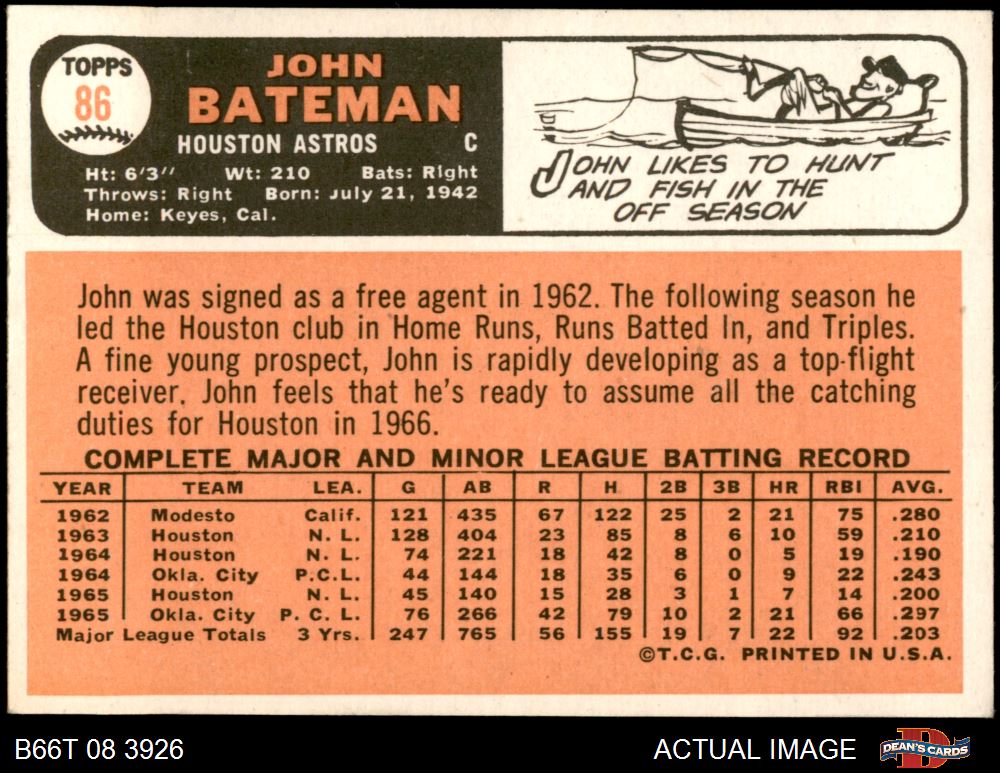 TOPPS
86
JOHN
BATEMAN
HOUSTON ASTROS C
Ht: 6'3" Wt: 210 Bats: Right
Throws: Right Born: July 21, 1942
Home: Keyes, Cal.
JOHN LIKES TO HUNT
AND FISH IN THE
OFF SEASON
John was signed as a free agent in 1962. The following season he
led the Houston club in Home Runs, Runs Batted In, and Triples.
A fine young prospect, John is rapidly developing as a top-flight
receiver. John feels that he's ready to assume all the catching
duties for Houston in 1966.
COMPLETE MAJOR AND MINOR LEAGUE BATTING RECORD
YEAR TEAM LEA. G AB R H 2B 3B HR RBI AVG.
1962 Modesto Calif. 121 435 67 122 25 2 21 75 .280
1963 Houston N. L. 128 404 23 85 8 6 10 59 .210
1964 Houston N. L. 74 221 18 42 8 0 5 19 .190
1964 Okla. City P.C.L. 44 144 18 35 6 0 9 22 .243
1965 Houston N. L. 45 140 15 28 3 1 7 14 .200
1965 Okla. City P. C. L. 76 266 42 79 10 2 21 66 .297
Major League Totals 3 Yrs. 247 765 56 155 19 7 22 92 .203
©T.C.G. PRINTED IN U.S.A.
B66T 08 3926 ACTUAL IMAGE DEAN'S CARDS